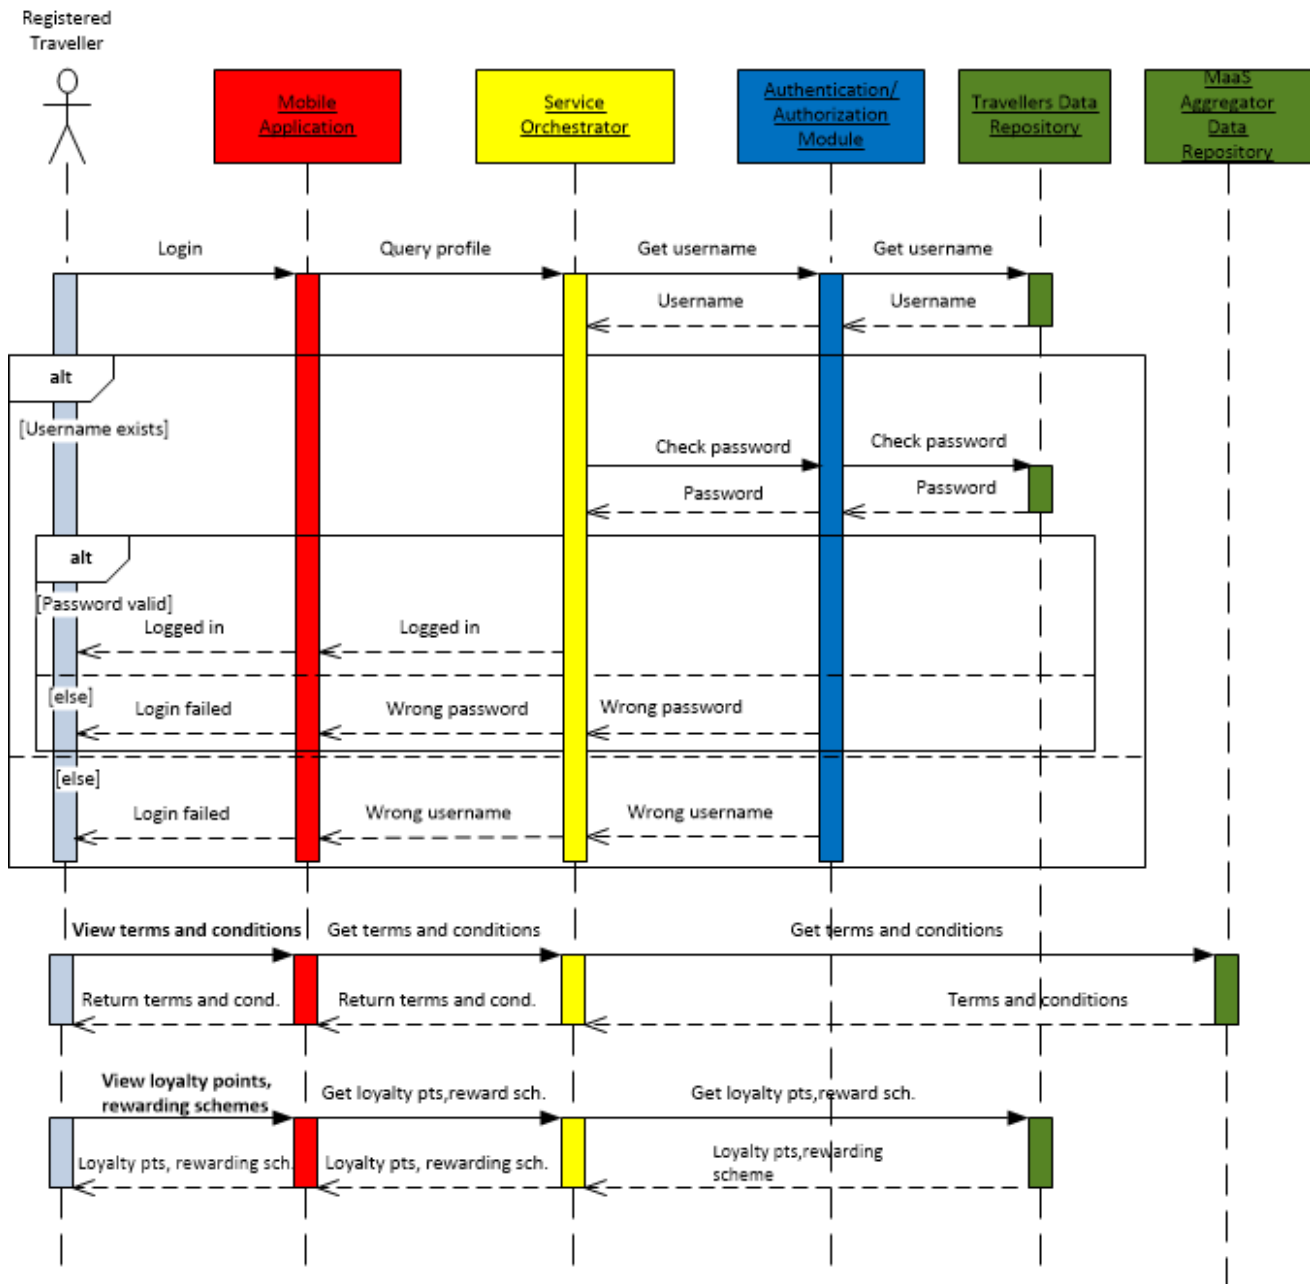 Registered
Traveller
Mobile
Application
Service
Orchestrator
Authentication/
Authorization
Module
Travellers Data
Repository
MaaS
Aggregator
Data
Repository
Login
Query profile
Get username
Get username
Username
Username
alt
[Username exists]
Check password
Check password
Password
Password
alt
[Password valid]
Logged in
Logged in
[else]
Login failed
Wrong password
Wrong password
[else]
Login failed
Wrong username
Wrong username
View terms and conditions
Get terms and conditions
Get terms and conditions
Return terms and cond.
Return terms and cond.
Terms and conditions
View loyalty points,
rewarding schemes
Get loyalty pts,reward sch.
Get loyalty pts,reward sch.
Loyalty pts, rewarding sch.
Loyalty pts, rewarding sch.
Loyalty pts,rewarding
scheme